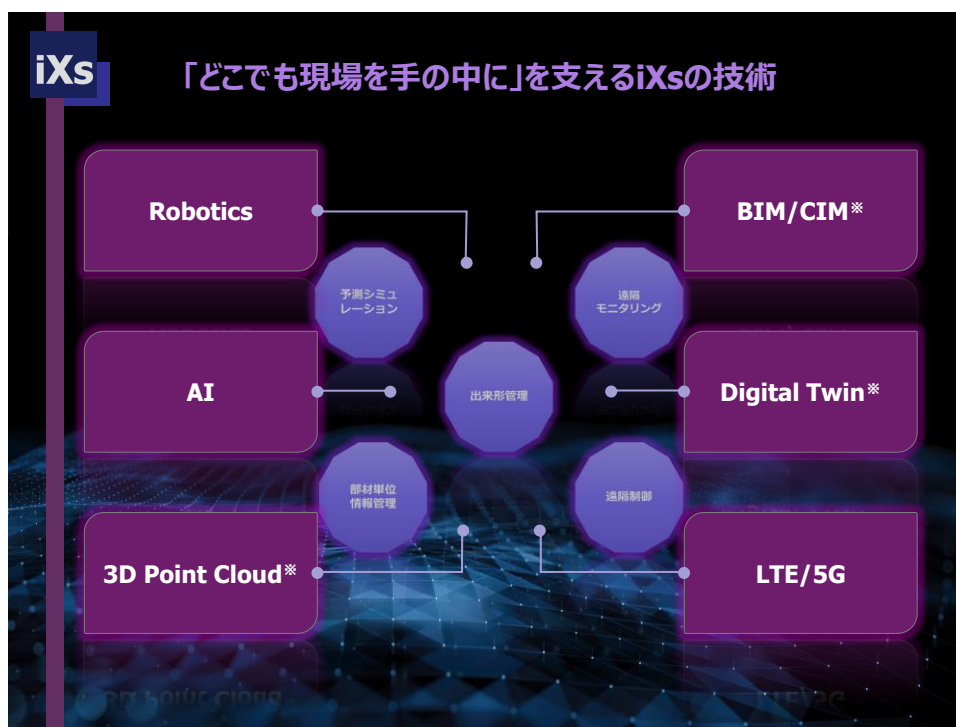 iXs
「どこでも現場を手の中に」を支えるiXsの技術
Robotics
BIM/CIM※
予測シミュ
レーション
遠隔
モニタリング
AI
出来形管理
Digital Twin※
部材単位
情報管理
遠隔制御
3D Point Cloud※
LTE/5G